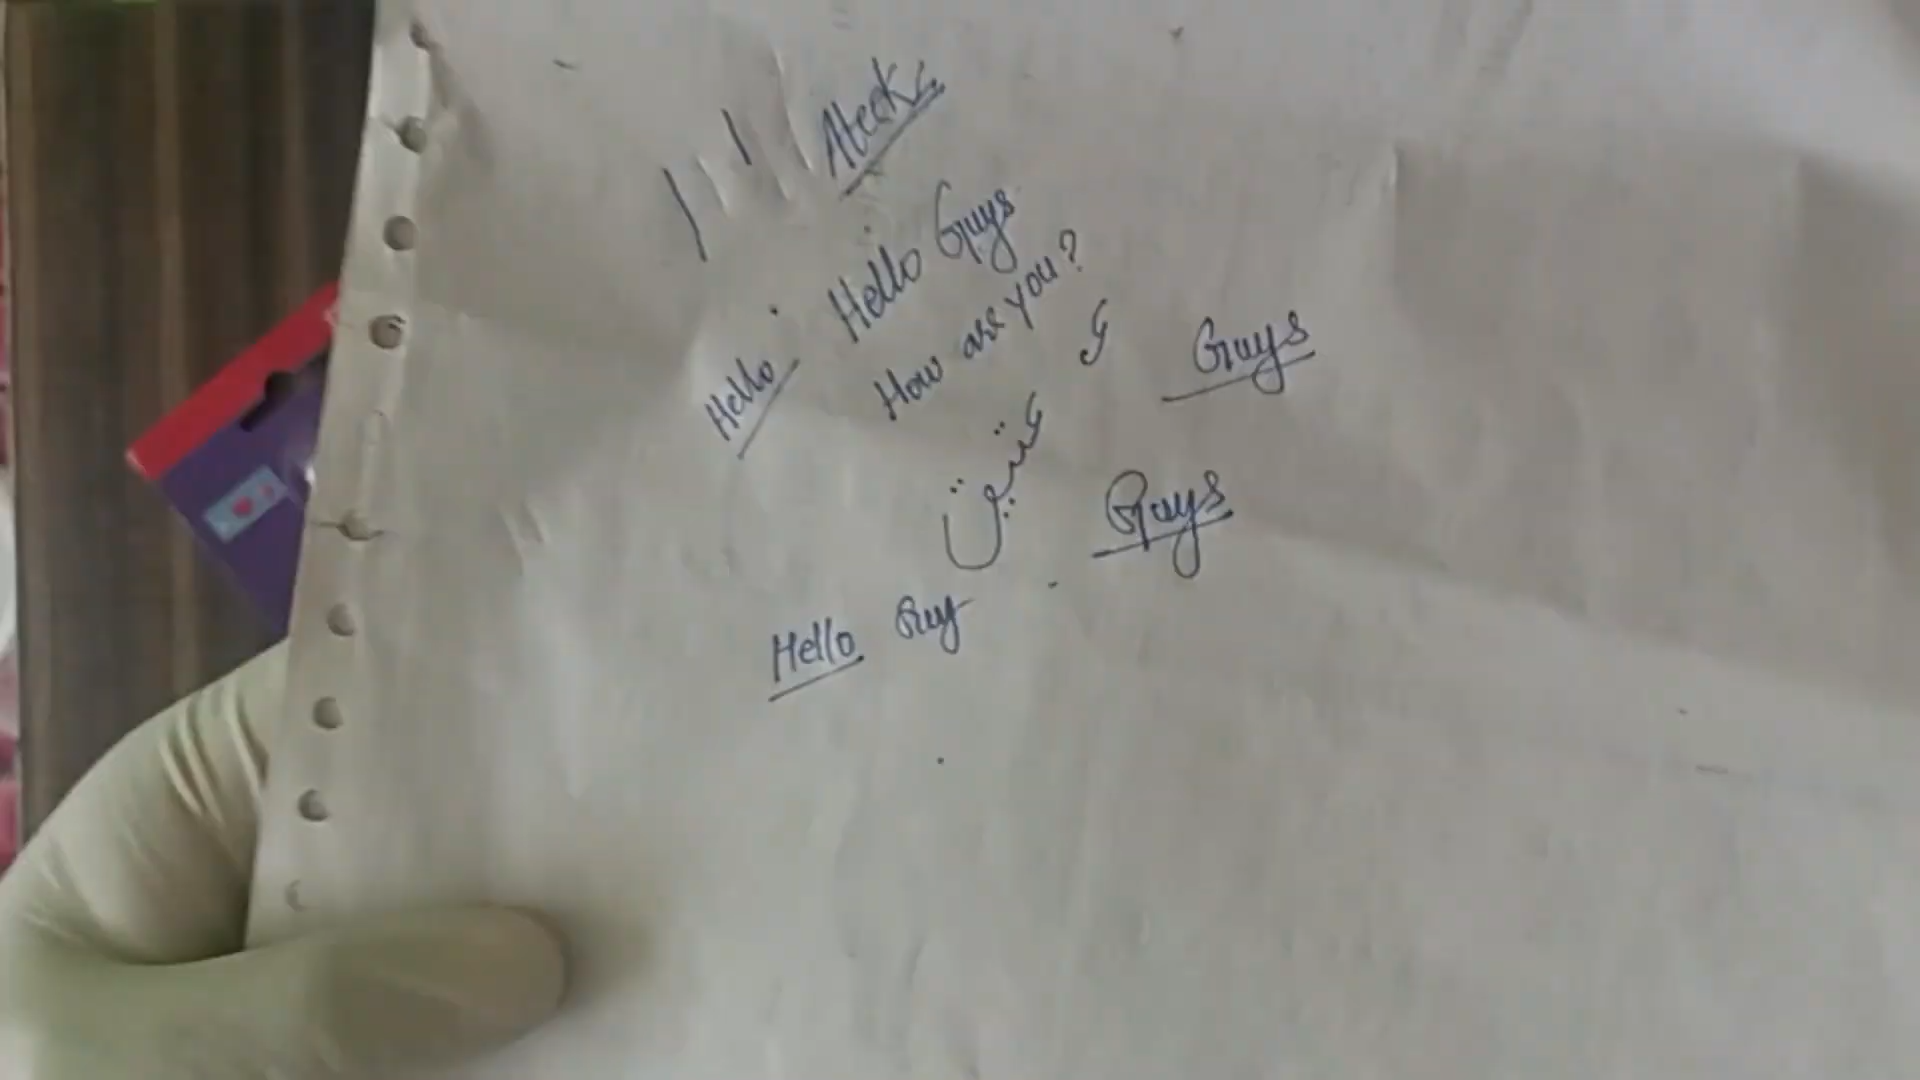 Ateek
Hello Guys
Hello
How are you?
Guys
عتیق
Guys
Hello Guy